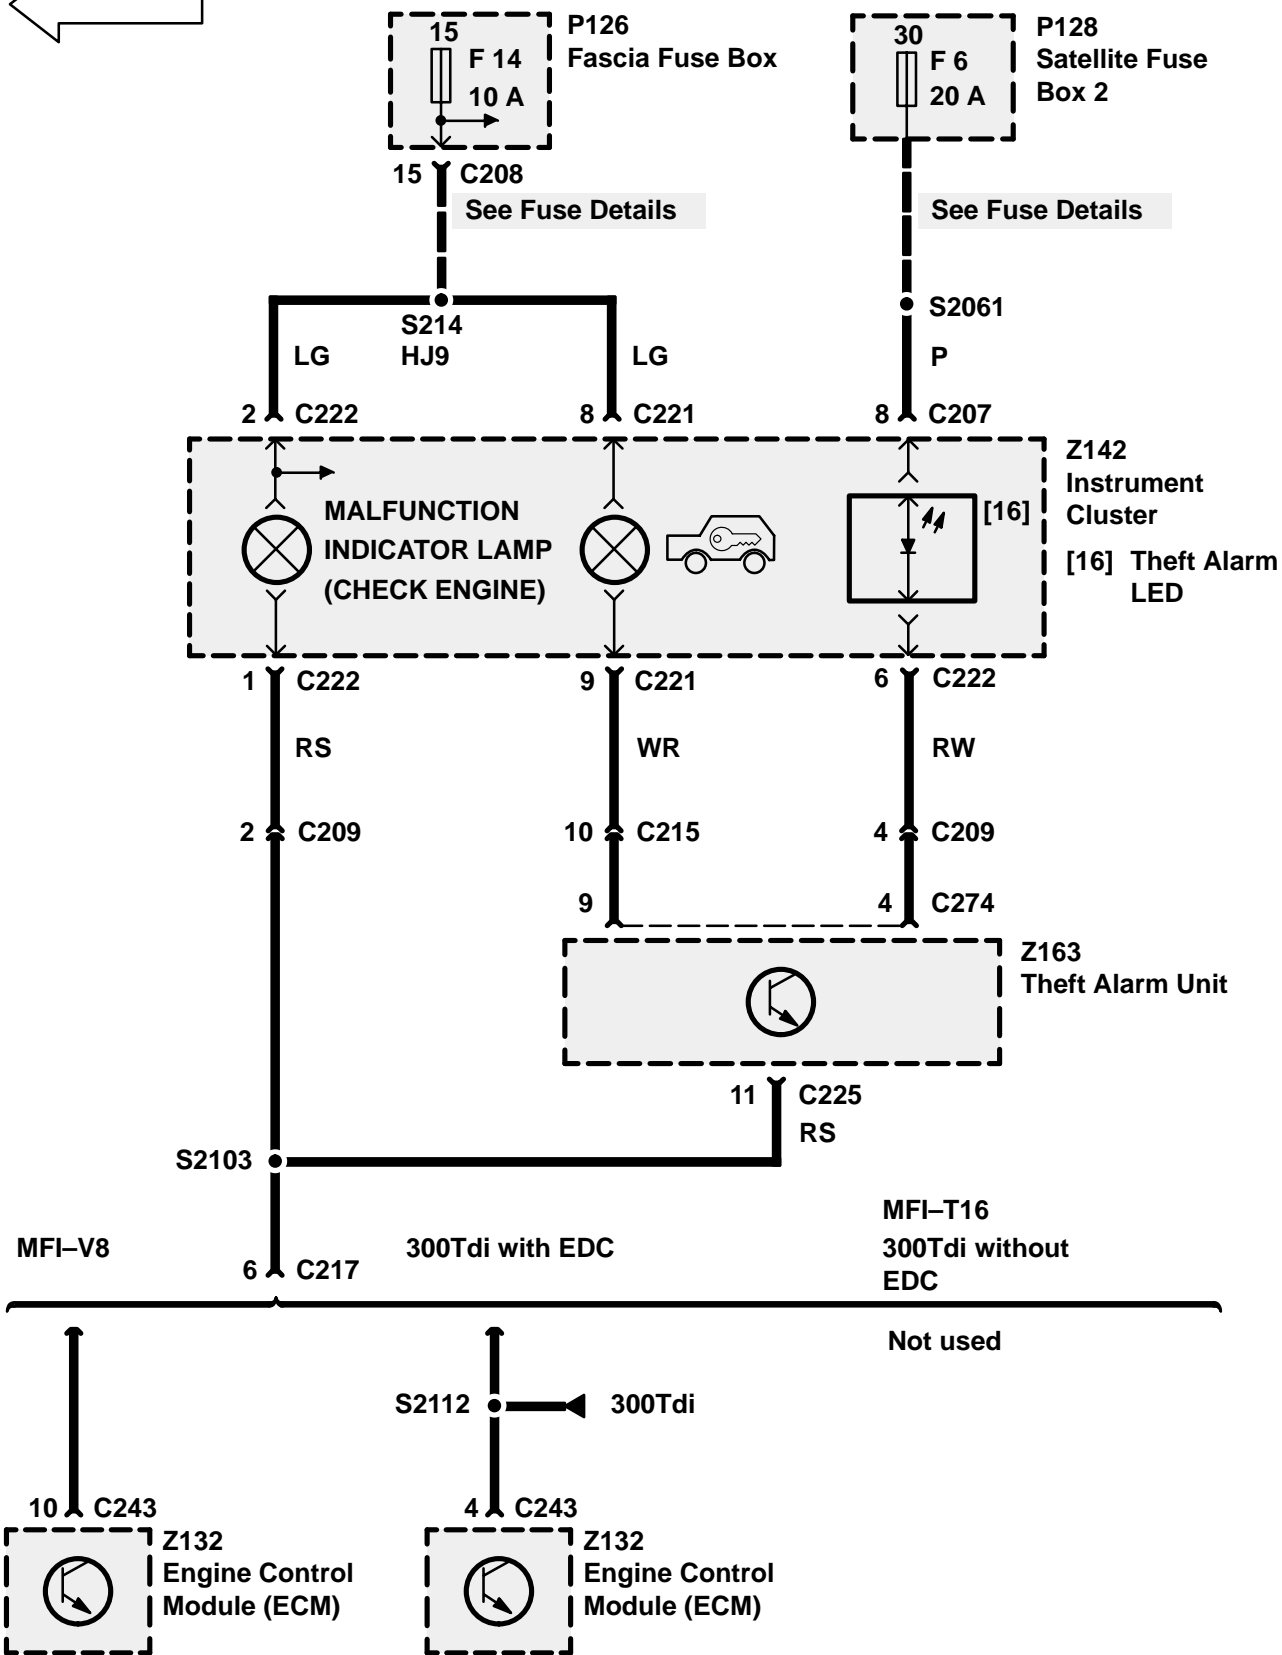 15
F 14
10 A
P126
Fascia Fuse Box
30
F 6
20 A
P128
Satellite Fuse
Box 2
15 C208
See Fuse Details
See Fuse Details
S214
HJ9
S2061
LG
LG
P
2 C222
8 C221
8 C207
Z142
Instrument
Cluster
[16] Theft Alarm
LED
MALFUNCTION
INDICATOR LAMP
(CHECK ENGINE)
[16]
1 C222
9 C221
6 C222
RS
WR
RW
2 C209
10 C215
4 C209
9
4 C274
Z163
Theft Alarm Unit
11 C225
RS
S2103
MFI–V8
6 C217
300Tdi with EDC
MFI–T16
300Tdi without
EDC
Not used
S2112
300Tdi
10 C243
4 C243
Z132
Engine Control
Module (ECM)
Z132
Engine Control
Module (ECM)